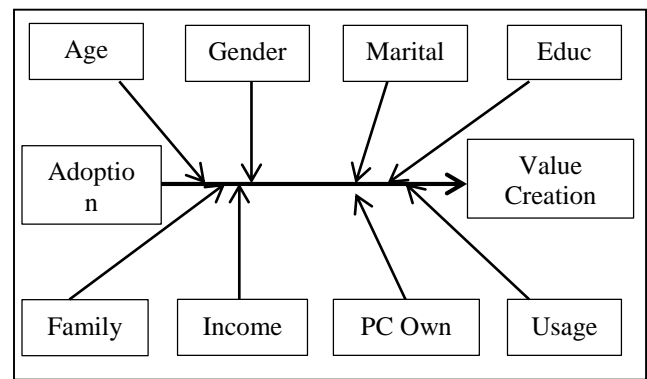 Age
Gender
Marital
Educ
Adoptio
n
Value
Creation
Family
Income
PC Own
Usage